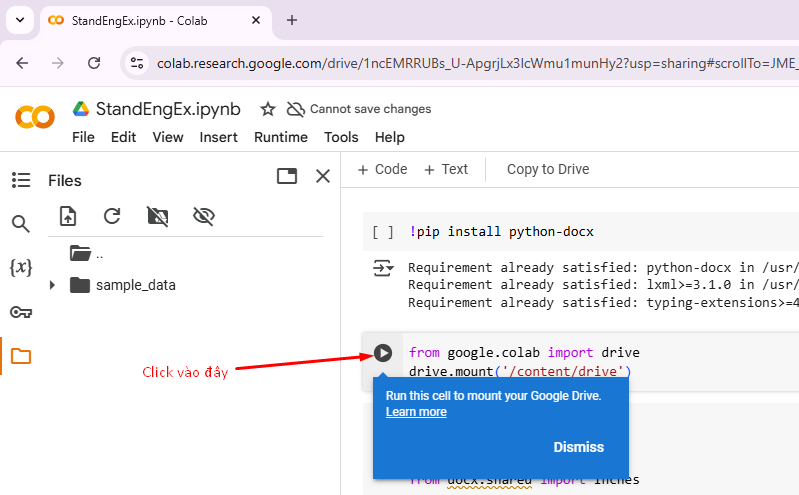 StandEngEx.ipynb - Colab
colab.research.google.com/drive/1ncEMRRUBs_U-ApgrjLx3lcWmu1munHy2?usp=sharing#scrollTo=JME_
StandEngEx.ipynb
Cannot save changes
File Edit View Insert Runtime Tools Help
Files
+ Code + Text Copy to Drive
..
sample_data
{x}
[ ] !pip install python-docx
Requirement already satisfied: python-docx in /usr/
Requirement already satisfied: lxml>=3.1.0 in /usr/
Requirement already satisfied: typing-extensions>=4
Click vào đây
from google.colab import drive
drive.mount('/content/drive')
Run this cell to mount your Google Drive.
Learn more
Dismiss
from docx.shared import Inches